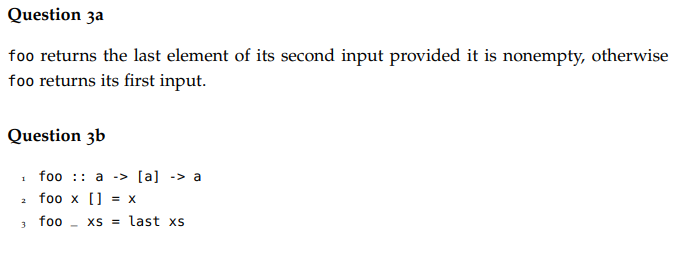 Question 3a
foo returns the last element of its second input provided it is nonempty, otherwise
foo returns its first input.
Question 3b
1 foo :: a -> [a] -> a
2 foo x [] = x
3 foo _ xs = last xs